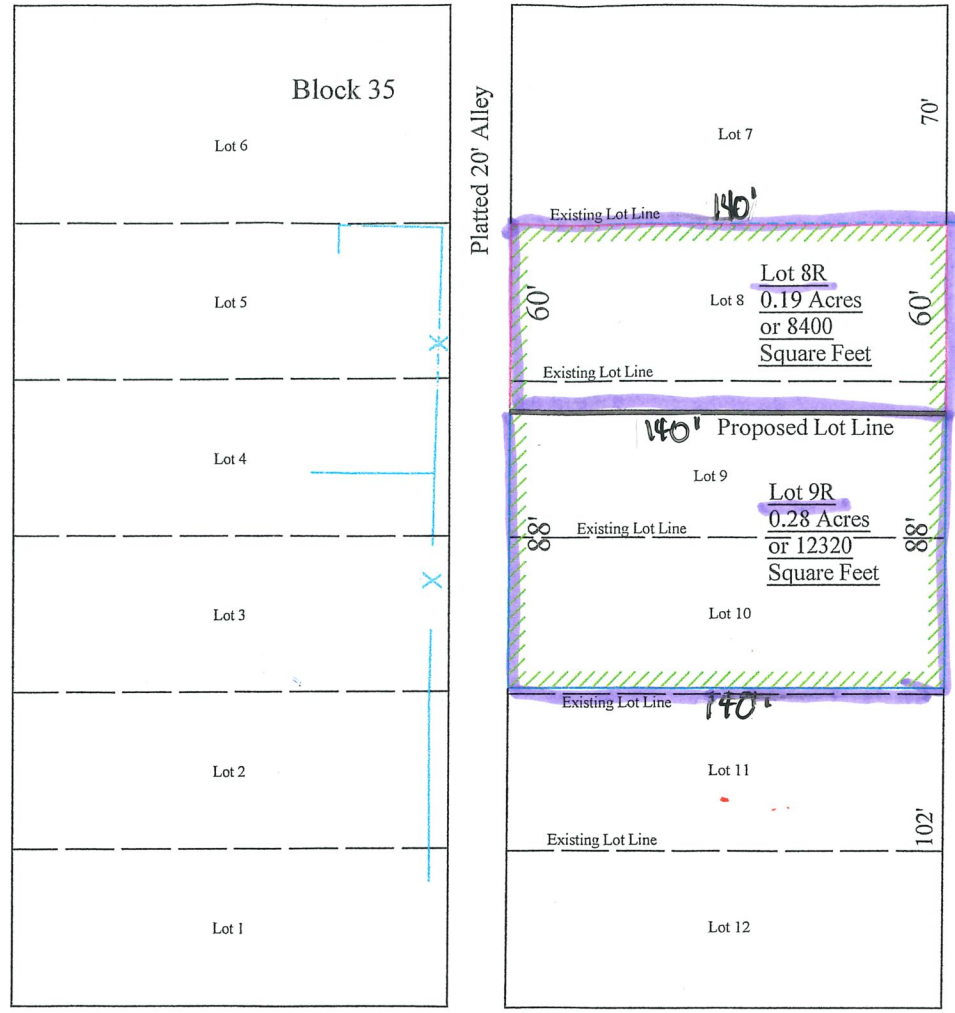 Block 35
Lot 6
Lot 5
Lot 4
Lot 3
Lot 2
Lot 1
Platted 20' Alley
70'
Lot 7
Existing Lot Line
140'
60'
Lot 8
Lot 8R
0.19 Acres
or 8400
Square Feet
60'
Existing Lot Line
140'
Proposed Lot Line
Lot 9
Lot 9R
0.28 Acres
or 12320
Square Feet
88'
Existing Lot Line
88'
Lot 10
Existing Lot Line
140'
Lot 11
102'
Existing Lot Line
Lot 12